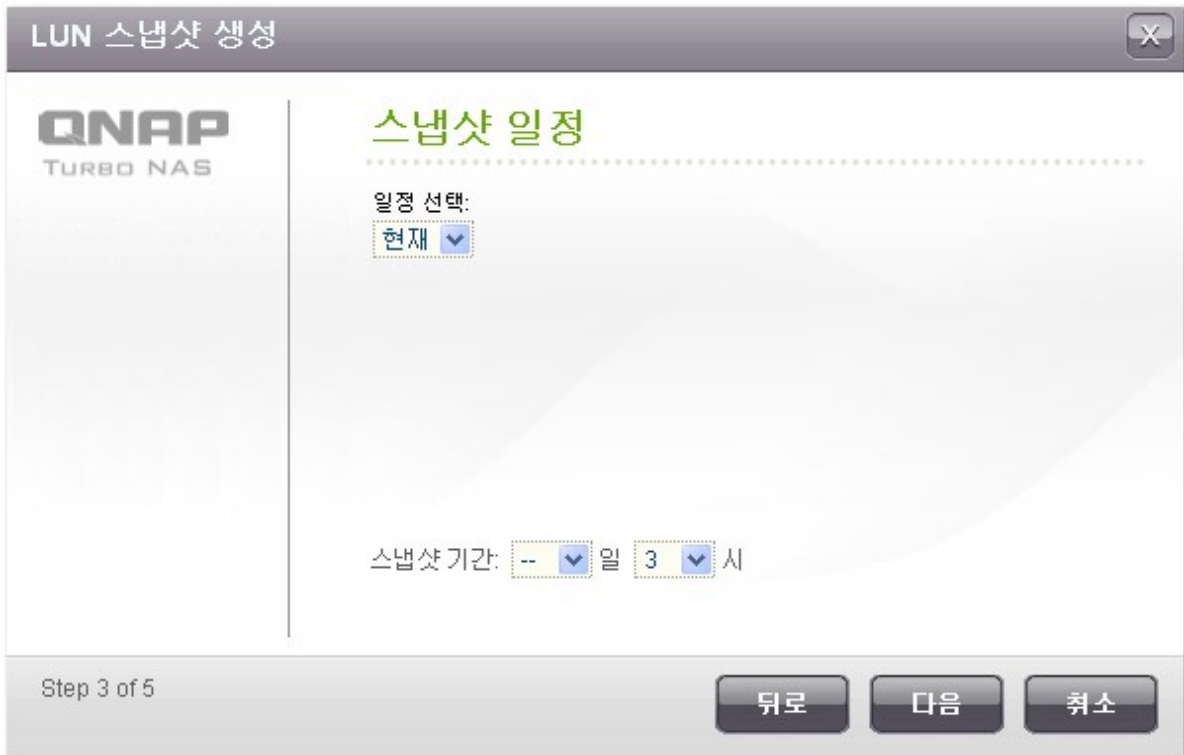 LUN 스냅샷 생성
X
QNAP
TURBO NAS
스냅샷 일정
일정 선택:
현재
스냅샷 기간: -- 일 3 시
Step 3 of 5
뒤로 다음 취소